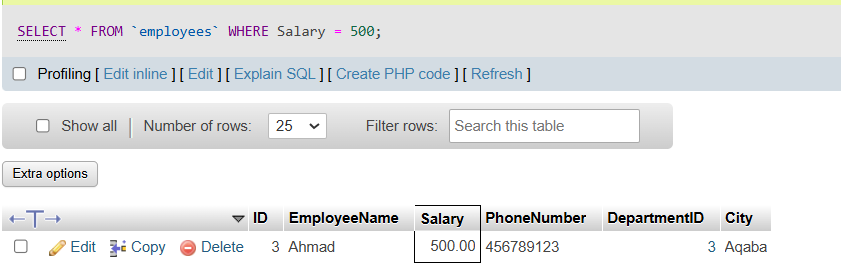 SELECT * FROM `employees` WHERE Salary = 500;
Profiling [ Edit inline ] [ Edit ] [ Explain SQL ] [ Create PHP code ] [ Refresh ]
Show all | Number of rows: 25 Filter rows: Search this table
Extra options
←T→ ID EmployeeName Salary PhoneNumber DepartmentID City
Edit Copy Delete 3 Ahmad 500.00 456789123 3 Aqaba